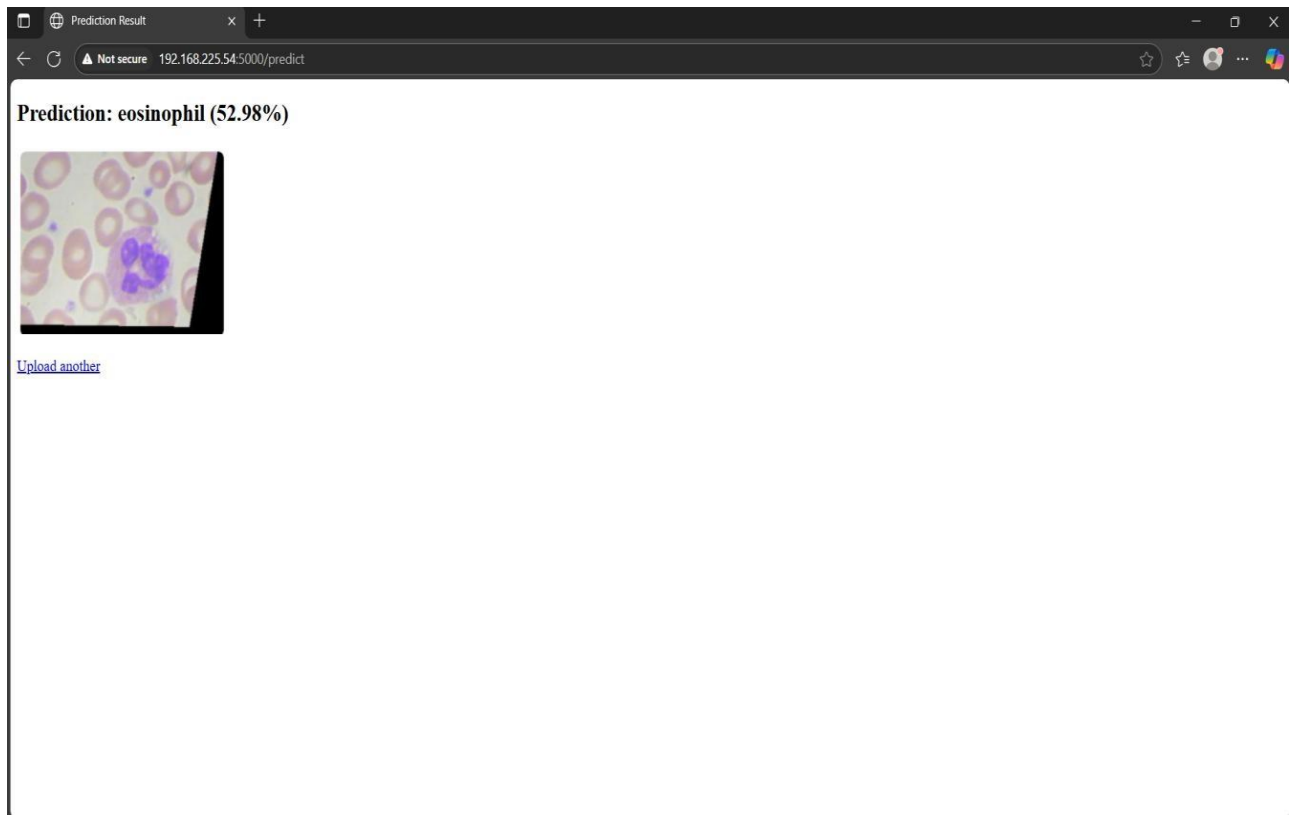 Prediction Result
Not secure 192.168.225.54:5000/predict
Prediction: eosinophil (52.98%)
Upload another